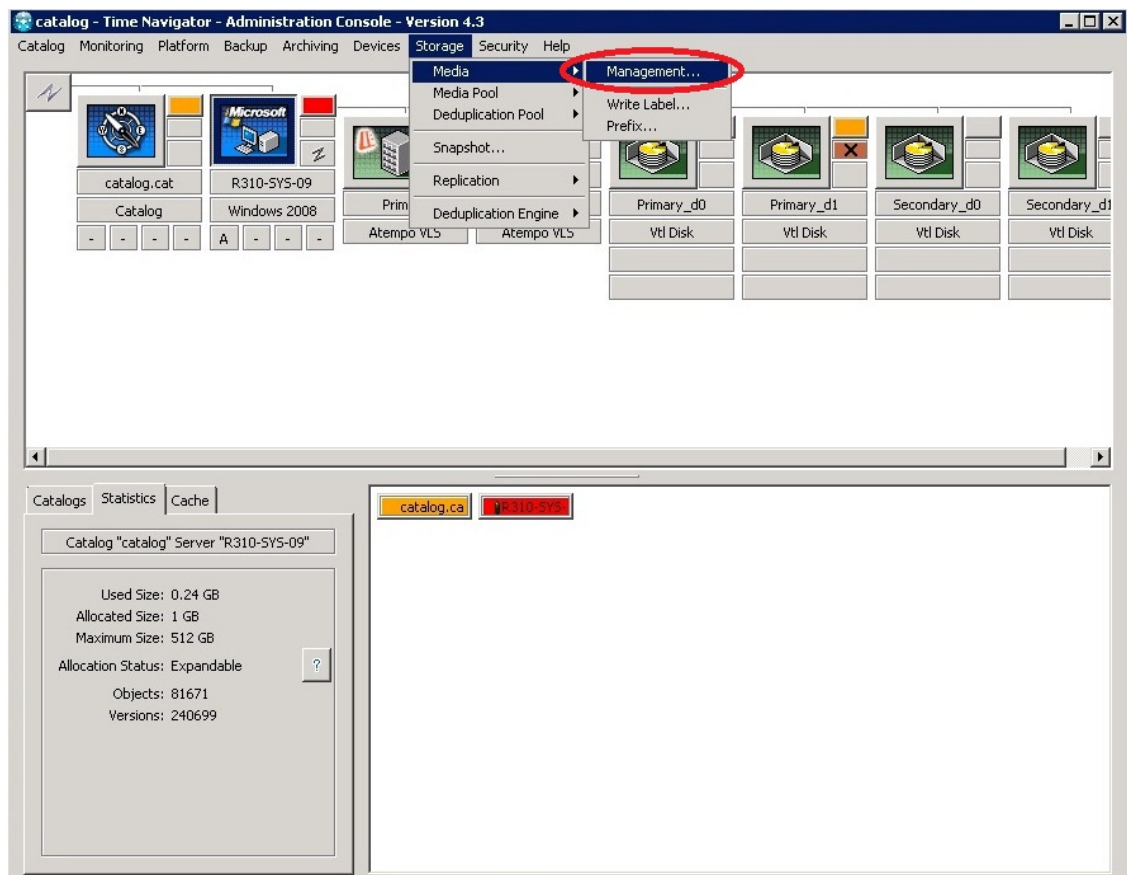 catalog - Time Navigator - Administration Console - Version 4.3
Catalog Monitoring Platform Backup Archiving Devices Storage Security Help
Media
Media Pool
Deduplication Pool
Snapshot...
Replication
Deduplication Engine
Management...
Write Label...
Prefix...
Microsoft
catalog.cat R310-SYS-09 Primary_d0 Primary_d1 Secondary_d0 Secondary_d1
Catalog Windows 2008 Atempo VLS Atempo VLS Vtl Disk Vtl Disk Vtl Disk Vtl Disk
- - - - A - - -
Catalogs Statistics Cache
Catalog "catalog" Server "R310-SYS-09"
Used Size: 0.24 GB
Allocated Size: 1 GB
Maximum Size: 512 GB
Allocation Status: Expandable
?
Objects: 81671
Versions: 240699
catalog.ca R310-SYS-